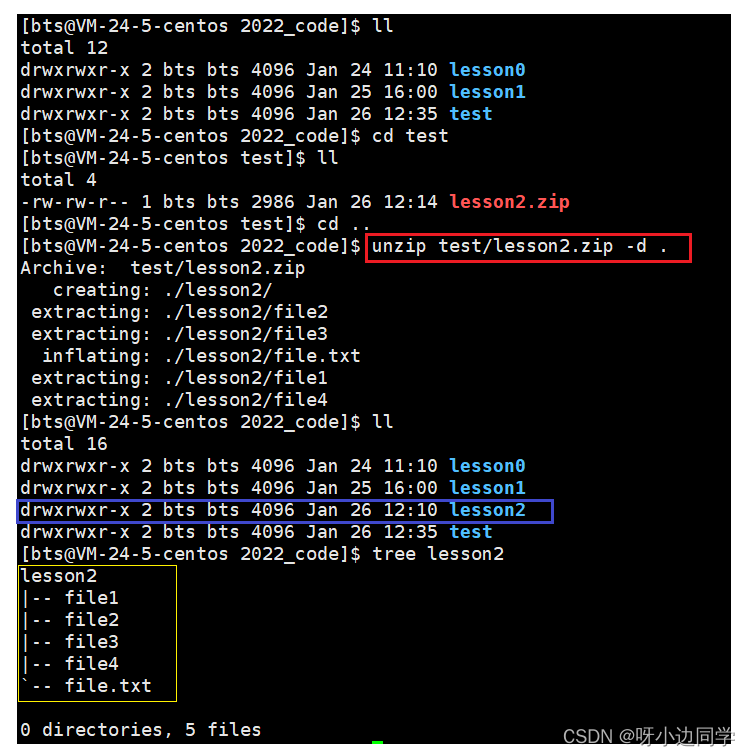 [bts@VM-24-5-centos 2022_code]$ ll
total 12
drwxrwxr-x 2 bts bts 4096 Jan 24 11:10 lesson0
drwxrwxr-x 2 bts bts 4096 Jan 25 16:00 lesson1
drwxrwxr-x 2 bts bts 4096 Jan 26 12:35 test
[bts@VM-24-5-centos 2022_code]$ cd test
[bts@VM-24-5-centos test]$ ll
total 4
-rw-rw-r-- 1 bts bts 2986 Jan 26 12:14 lesson2.zip
[bts@VM-24-5-centos test]$ cd ..
[bts@VM-24-5-centos 2022_code]$ unzip test/lesson2.zip -d .
Archive:  test/lesson2.zip
   creating: ./lesson2/
 extracting: ./lesson2/file2
 extracting: ./lesson2/file3
  inflating: ./lesson2/file.txt
 extracting: ./lesson2/file1
 extracting: ./lesson2/file4
[bts@VM-24-5-centos 2022_code]$ ll
total 16
drwxrwxr-x 2 bts bts 4096 Jan 24 11:10 lesson0
drwxrwxr-x 2 bts bts 4096 Jan 25 16:00 lesson1
drwxrwxr-x 2 bts bts 4096 Jan 26 12:10 lesson2
drwxrwxr-x 2 bts bts 4096 Jan 26 12:35 test
[bts@VM-24-5-centos 2022_code]$ tree lesson2
lesson2
|-- file1
|-- file2
|-- file3
|-- file4
`-- file.txt
0 directories, 5 files
CSDN @呀小边同学